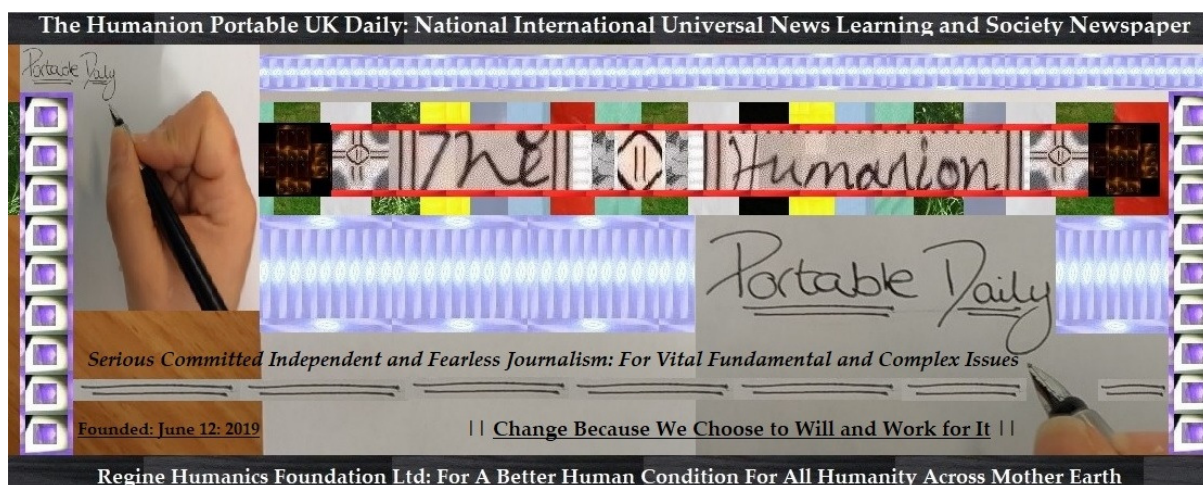 The Humanion Portable UK Daily: National International Universal News Learning and Society Newspaper
Portable Daily
The Humanion
Portable Daily
Serious Committed Independent and Fearless Journalism: For Vital Fundamental and Complex Issues
Founded: June 12: 2019
|| Change Because We Choose to Will and Work for It ||
Regine Humanics Foundation Ltd: For A Better Human Condition For All Humanity Across Mother Earth